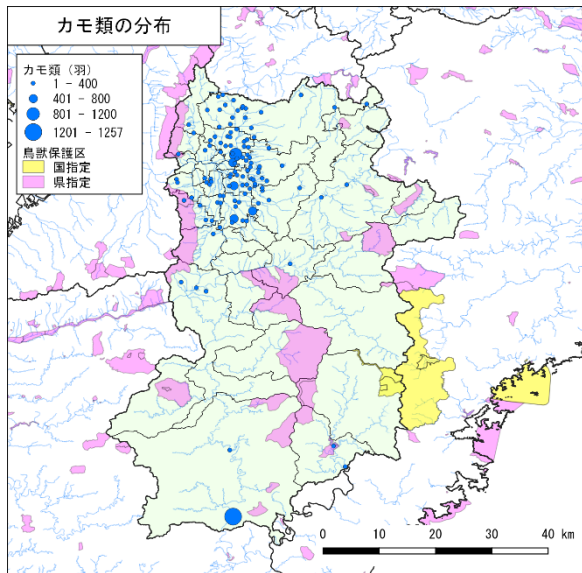 カモ類の分布
カモ類（羽）
1 - 400
401 - 800
801 - 1200
1201 - 1257
鳥獣保護区
国指定
県指定
0 10 20 30 40 km